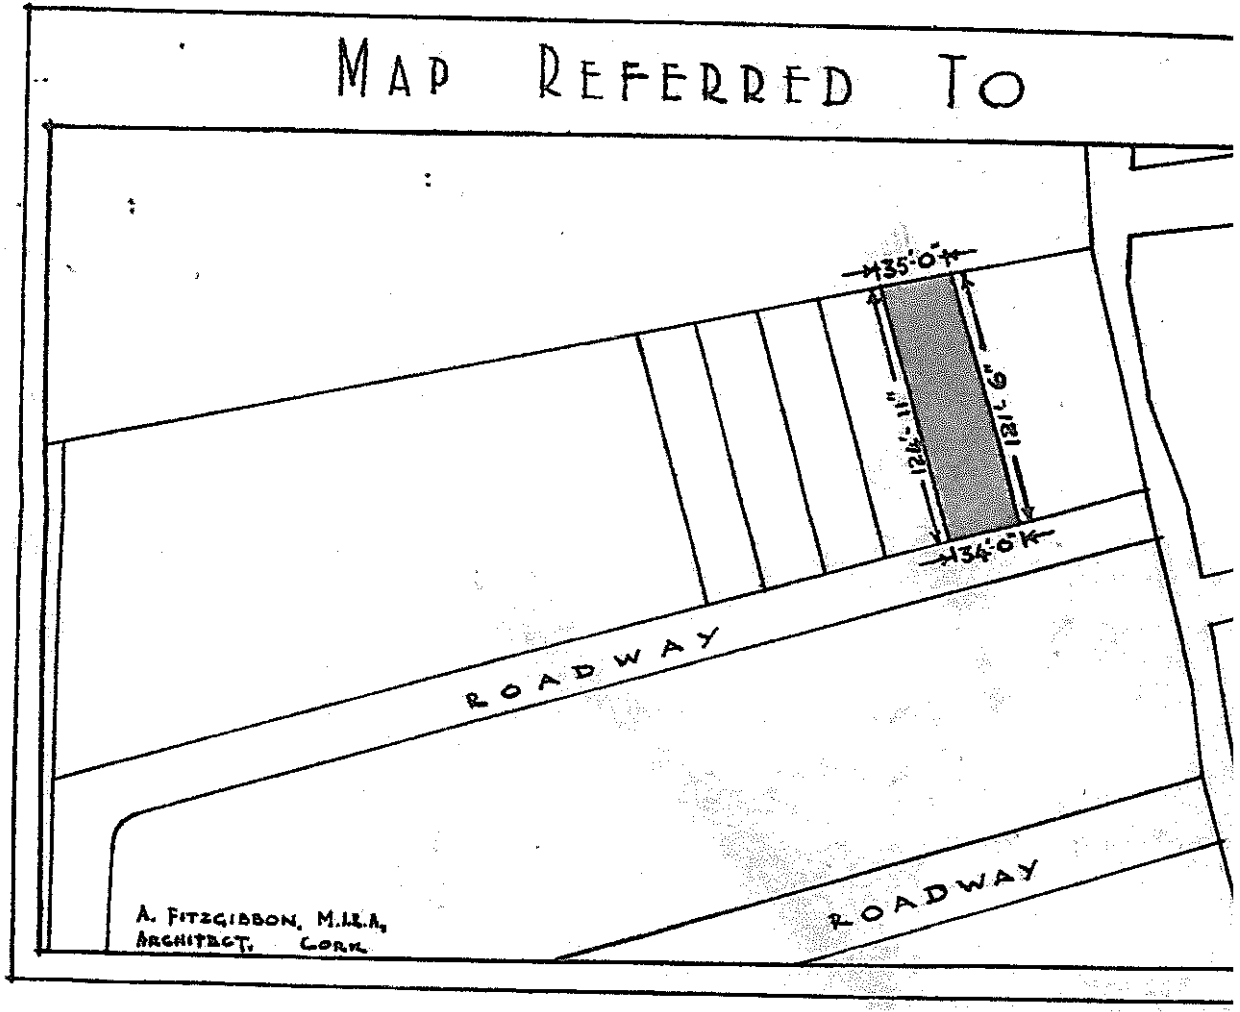 MAP REFERRED TO
35'-0"
124'-11"
121'-6"
34'-0"
ROADWAY
ROADWAY
A. FITZGIBBON,
ARCHITECT, CORK